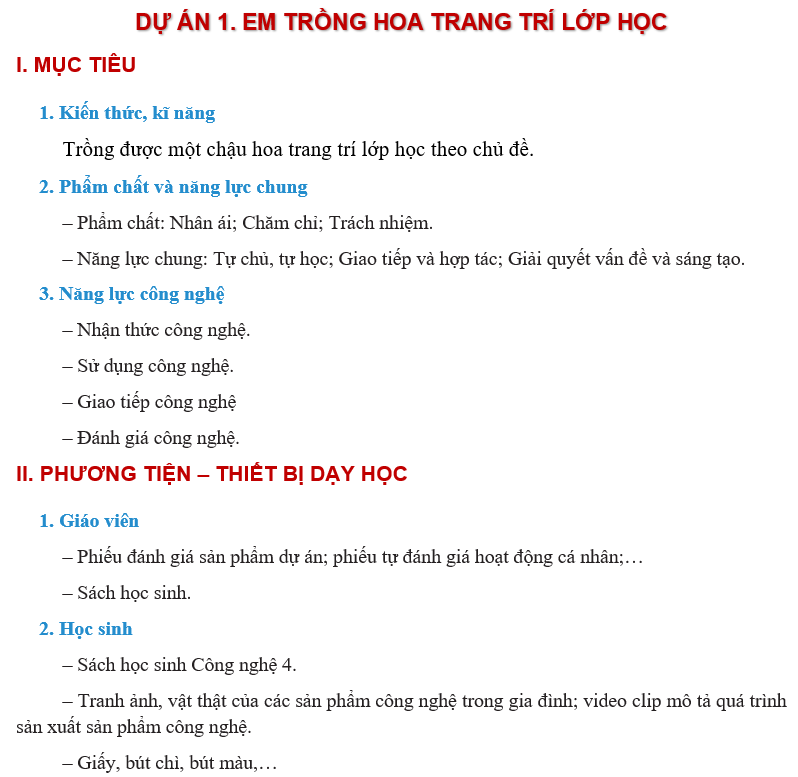 DỰ ÁN 1. EM TRỒNG HOA TRANG TRÍ LỚP HỌC
I. MỤC TIÊU
1. Kiến thức, kĩ năng
Trồng được một chậu hoa trang trí lớp học theo chủ đề.
2. Phẩm chất và năng lực chung
– Phẩm chất: Nhân ái; Chăm chỉ; Trách nhiệm.
– Năng lực chung: Tự chủ, tự học; Giao tiếp và hợp tác; Giải quyết vấn đề và sáng tạo.
3. Năng lực công nghệ
– Nhận thức công nghệ.
– Sử dụng công nghệ.
– Giao tiếp công nghệ
– Đánh giá công nghệ.
II. PHƯƠNG TIỆN – THIẾT BỊ DẠY HỌC
1. Giáo viên
– Phiếu đánh giá sản phẩm dự án; phiếu tự đánh giá hoạt động cá nhân;…
– Sách học sinh.
2. Học sinh
– Sách học sinh Công nghệ 4.
– Tranh ảnh, vật thật của các sản phẩm công nghệ trong gia đình; video clip mô tả quá trình
sản xuất sản phẩm công nghệ.
– Giấy, bút chì, bút màu,…